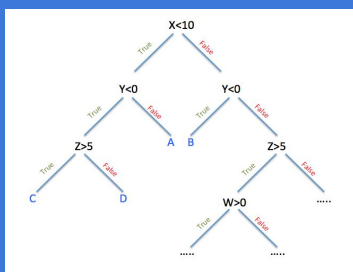 X<10
True False
Y<0 Y<0
True False True False
Z>5 A B Z>5
True False True False
C D W>0 .....
True False
..... .....